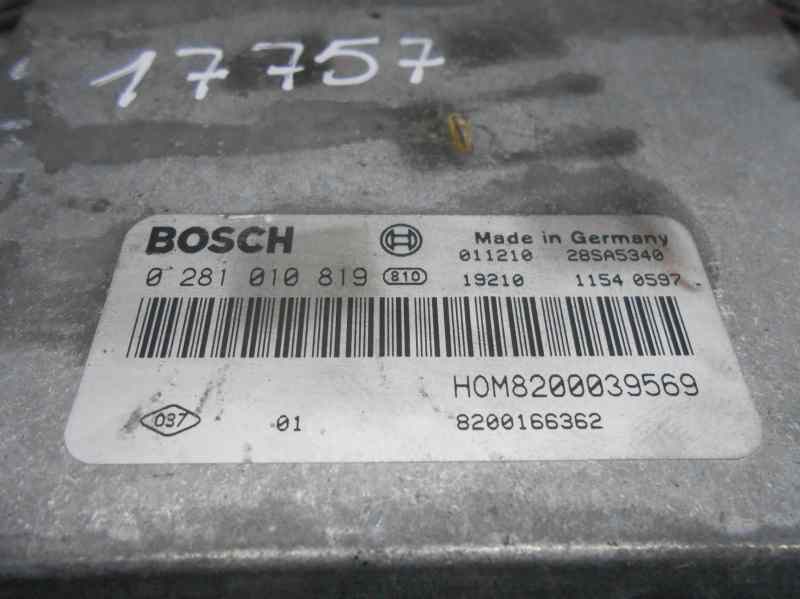 17757
BOSCH Made in Germany
011210 28SA5340
0 281 010 819 810 19210 1154 0597
HOM8200039569
037 01 8200166362